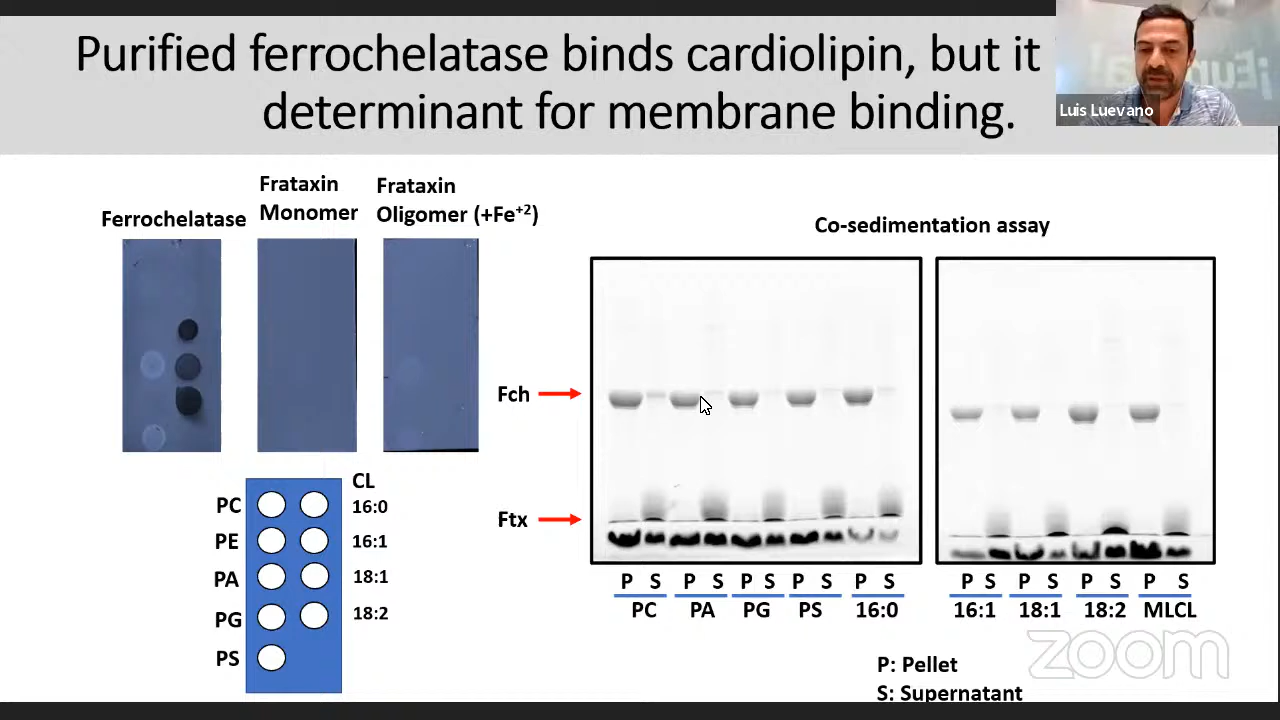 Purified ferrochelatase binds cardiolipin, but it
determinant for membrane binding.
Luis Luevano
Ferrochelatase
Frataxin
Monomer
Frataxin
Oligomer (+Fe+2)
Co-sedimentation assay
Fch
Ftx
P S P S P S P S P S
PC PA PG PS 16:0
P S P S P S P S
16:1 18:1 18:2 MLCL
CL
PC 16:0
PE 16:1
PA 18:1
PG 18:2
PS
P: Pellet
S: Supernatant
zoom